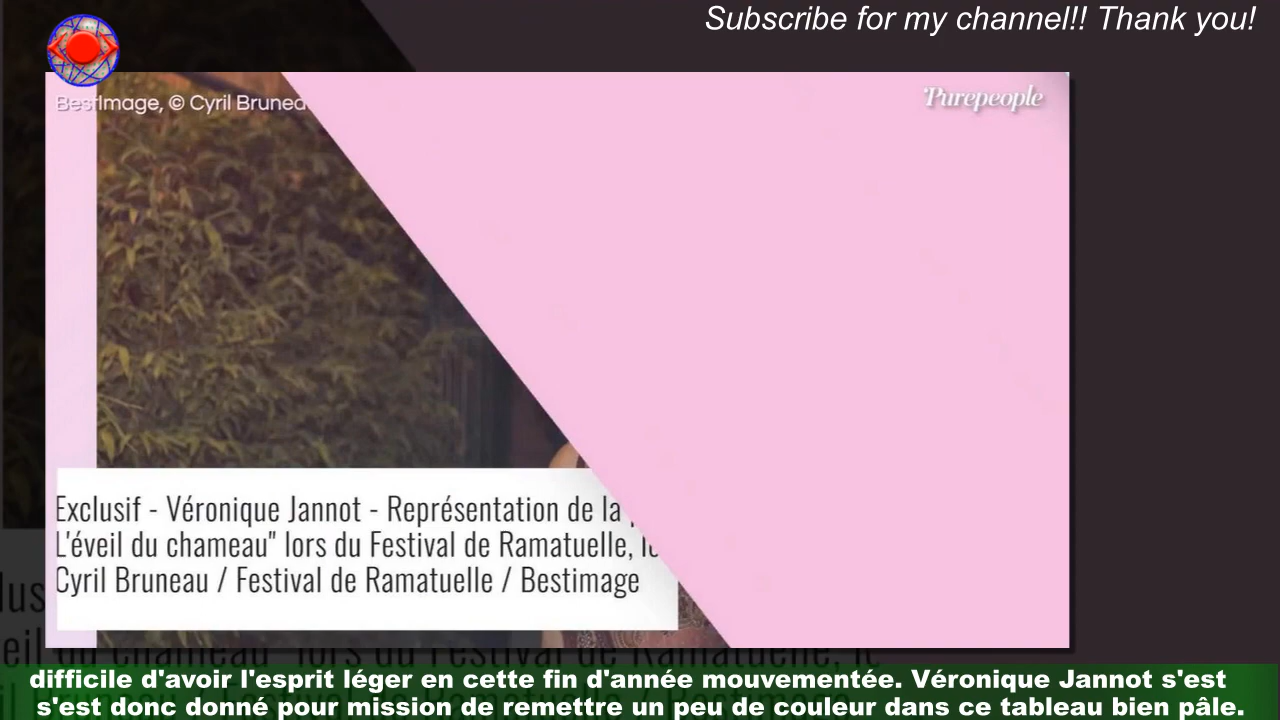 Subscribe for my channel!! Thank you!
BestImage, © Cyril Brunea
Purepeople
Exclusif - Véronique Jannot - Représentation de la
L'éveil du chameau" lors du Festival de Ramatuelle,
Cyril Bruneau / Festival de Ramatuelle / Bestimage
difficile d'avoir l'esprit léger en cette fin d'année mouvementée. Véronique Jannot s'est
s'est donc donné pour mission de remettre un peu de couleur dans ce tableau bien pâle.